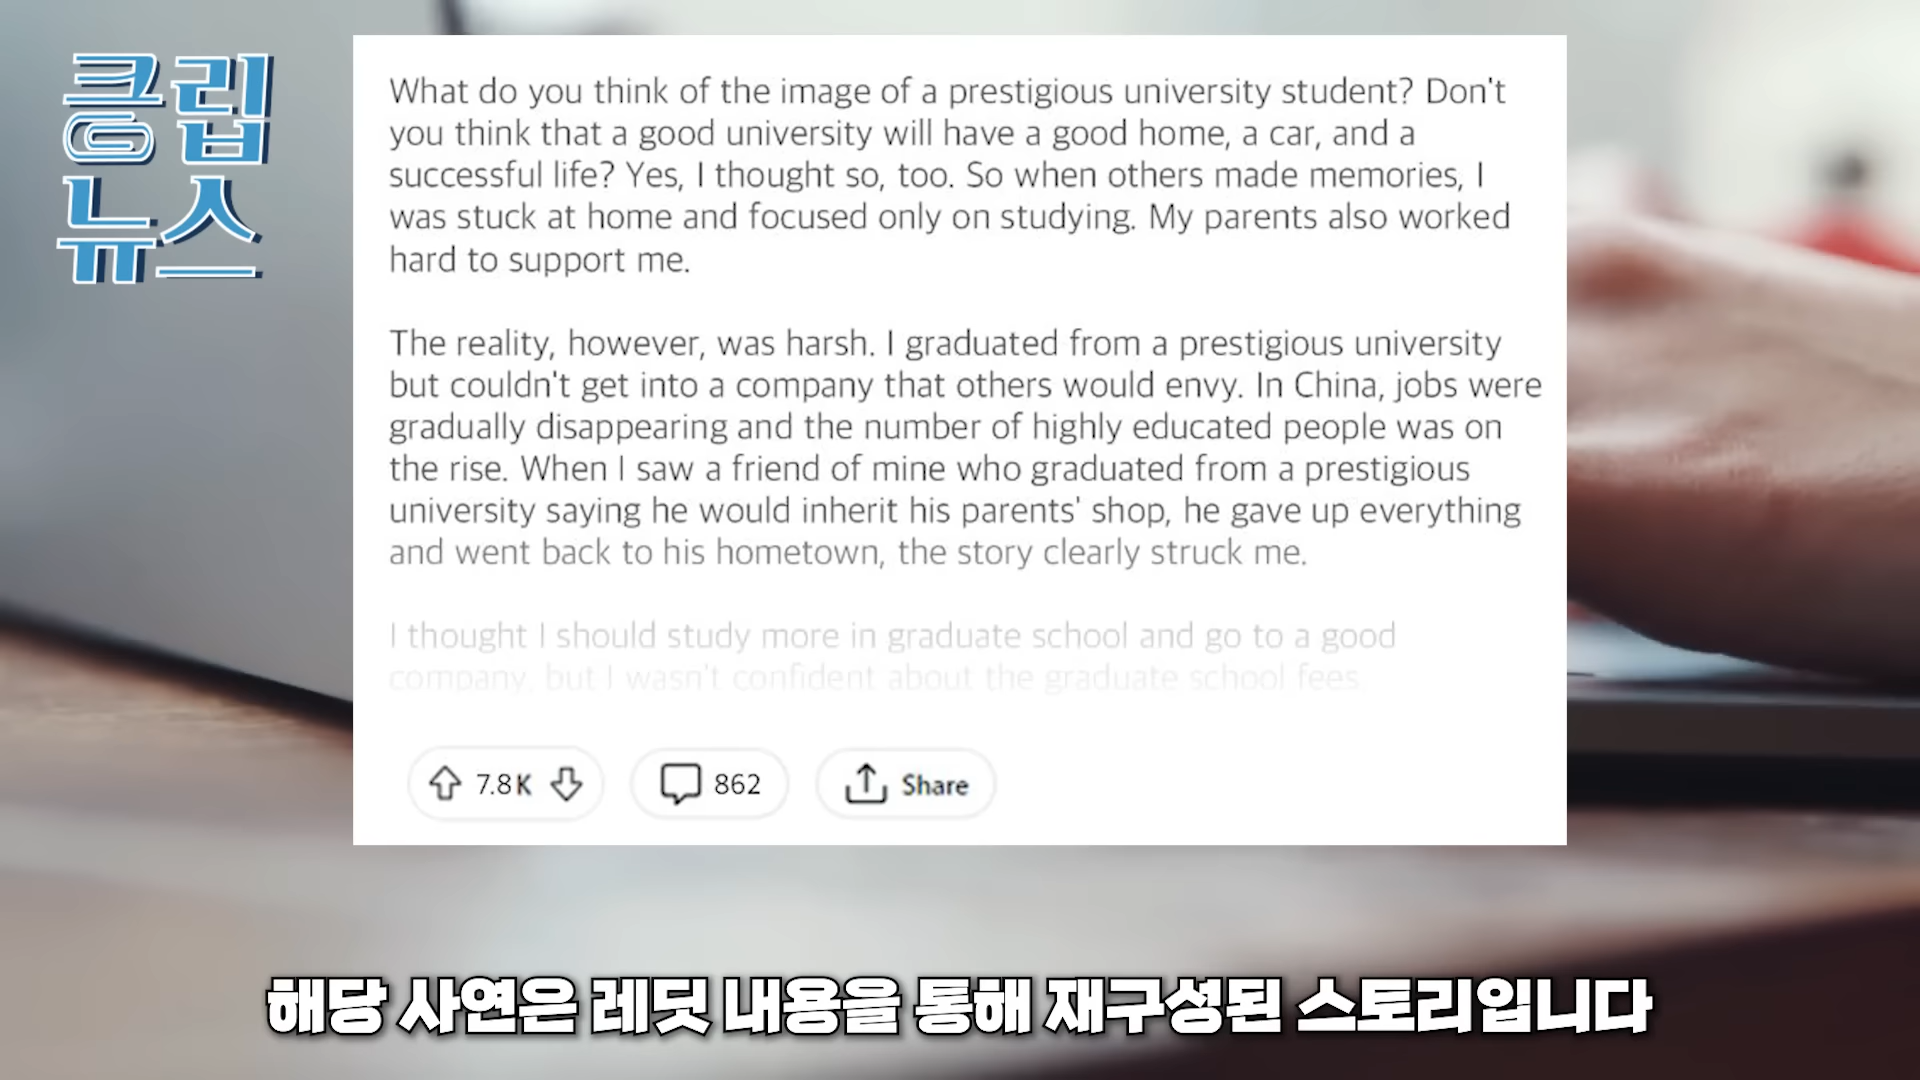 클립
뉴스
What do you think of the image of a prestigious university student? Don't
you think that a good university will have a good home, a car, and a
successful life? Yes, I thought so, too. So when others made memories, I
was stuck at home and focused only on studying. My parents also worked
hard to support me.
The reality, however, was harsh. I graduated from a prestigious university
but couldn't get into a company that others would envy. In China, jobs were
gradually disappearing and the number of highly educated people was on
the rise. When I saw a friend of mine who graduated from a prestigious
university saying he would inherit his parents' shop, he gave up everything
and went back to his hometown, the story clearly struck me.
I thought I should study more in graduate school and go to a good
company, but I wasn't confident about the graduate school fees.
7.8K 862 Share
해당 사연은 레딧 내용을 통해 재구성된 스토리입니다